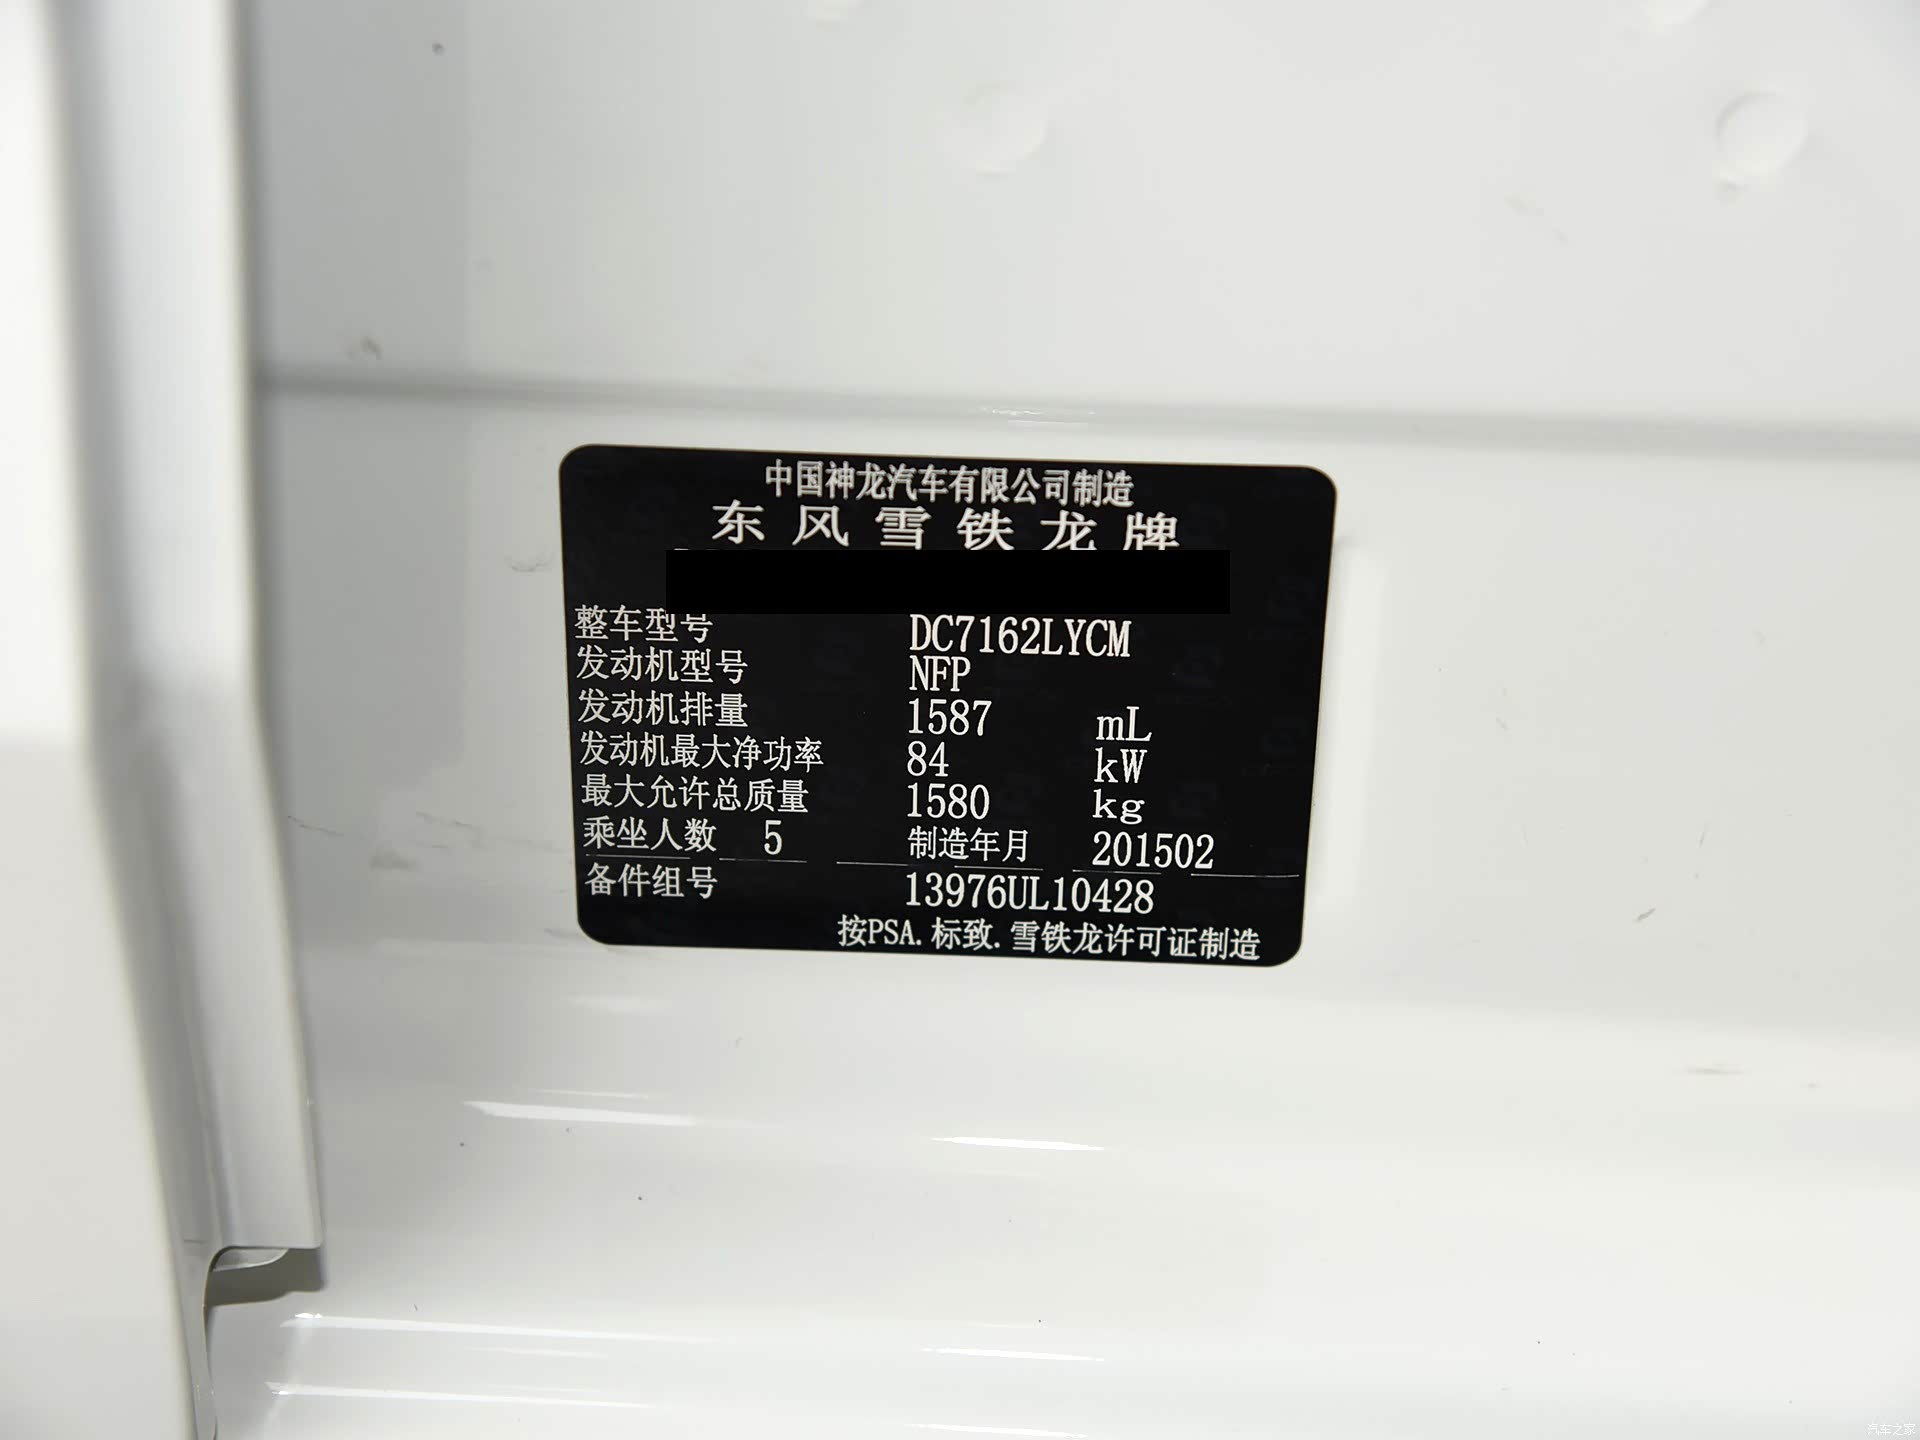 中国神龙汽车有限公司制造
东风雪铁龙牌
整车型号 DC7162LYCM
发动机型号 NFP
发动机排量 1587 mL
发动机最大净功率 84 kW
最大允许总质量 1580 kg
乘坐人数 5 制造年月 201502
备件组号 13976UL10428
按PSA.标致.雪铁龙许可证制造
汽车之家